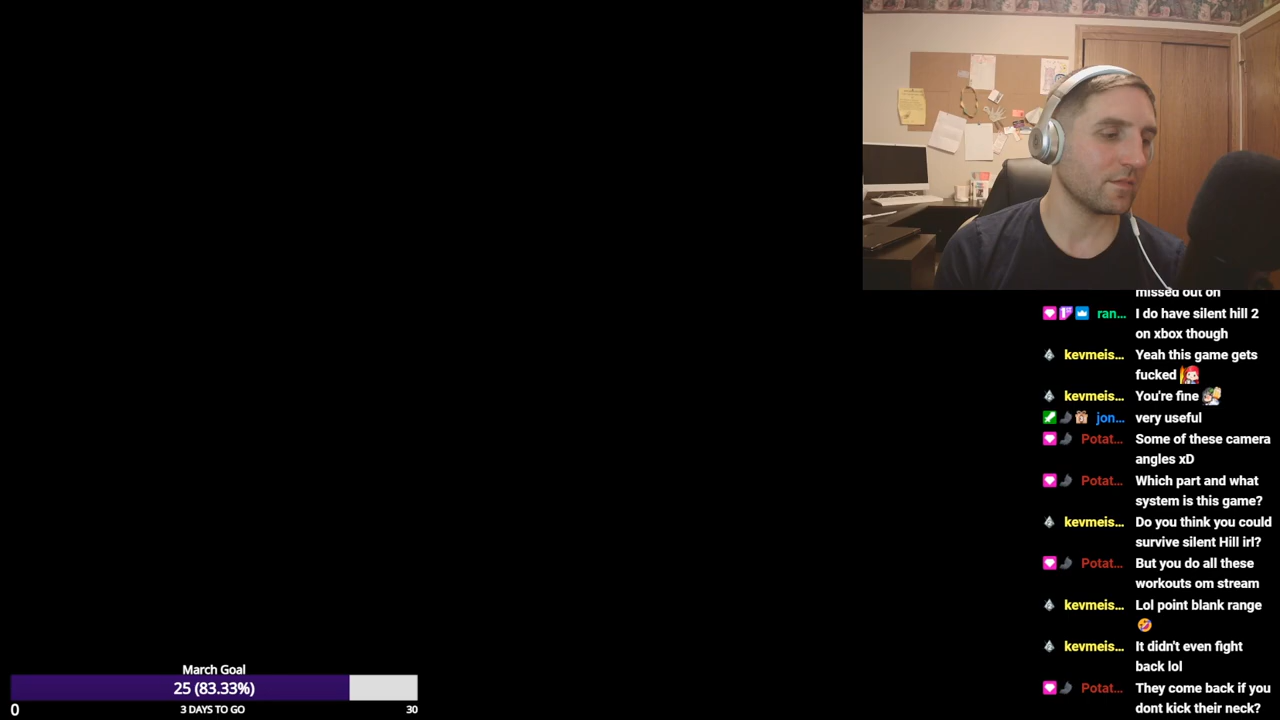 missed out on
ran... I do have silent hill 2
on xbox though
kevmeis... Yeah this game gets
fucked
kevmeis... You're fine
jon... very useful
Potat... Some of these camera
angles xD
Potat... Which part and what
system is this game?
kevmeis... Do you think you could
survive silent Hill irl?
Potat... But you do all these
workouts om stream
kevmeis... Lol point blank range
kevmeis... It didn't even fight
back lol
Potat... They come back if you
dont kick their neck?
March Goal
25 (83.33%)
0 3 DAYS TO GO 30